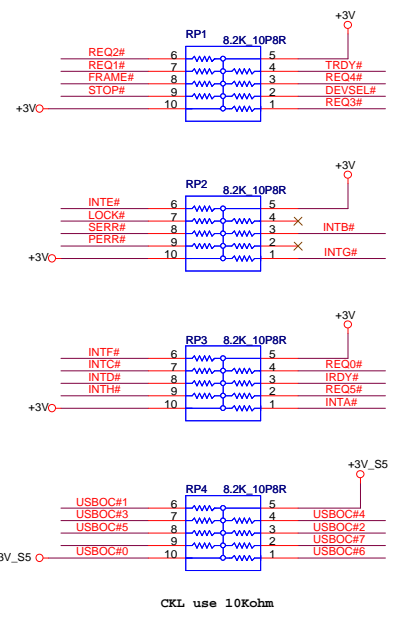 +3V
RP1
8.2K_10P8R
REQ2# 6 5
REQ1# 7 4 TRDY#
FRAME# 8 3 REQ4#
STOP# 9 2 DEVSEL#
+3V 10 1 REQ3#
+3V
RP2
8.2K_10P8R
INTE# 6 5
LOCK# 7 4
SERR# 8 3 INTB#
PERR# 9 2
+3V 10 1 INTG#
+3V
RP3 8.2K_10P8R
INTF# 6 5
INTC# 7 4 REQ0#
INTD# 8 3 IRDY#
INTH# 9 2 REQ5#
+3V 10 1 INTA#
+3V_S5
RP4 8.2K_10P8R
USBOC#1 6 5
USBOC#3 7 4 USBOC#4
USBOC#5 8 3 USBOC#2
9 2 USBOC#7
3V_S5 USBOC#0 10 1 USBOC#6
CKL use 10Kohm